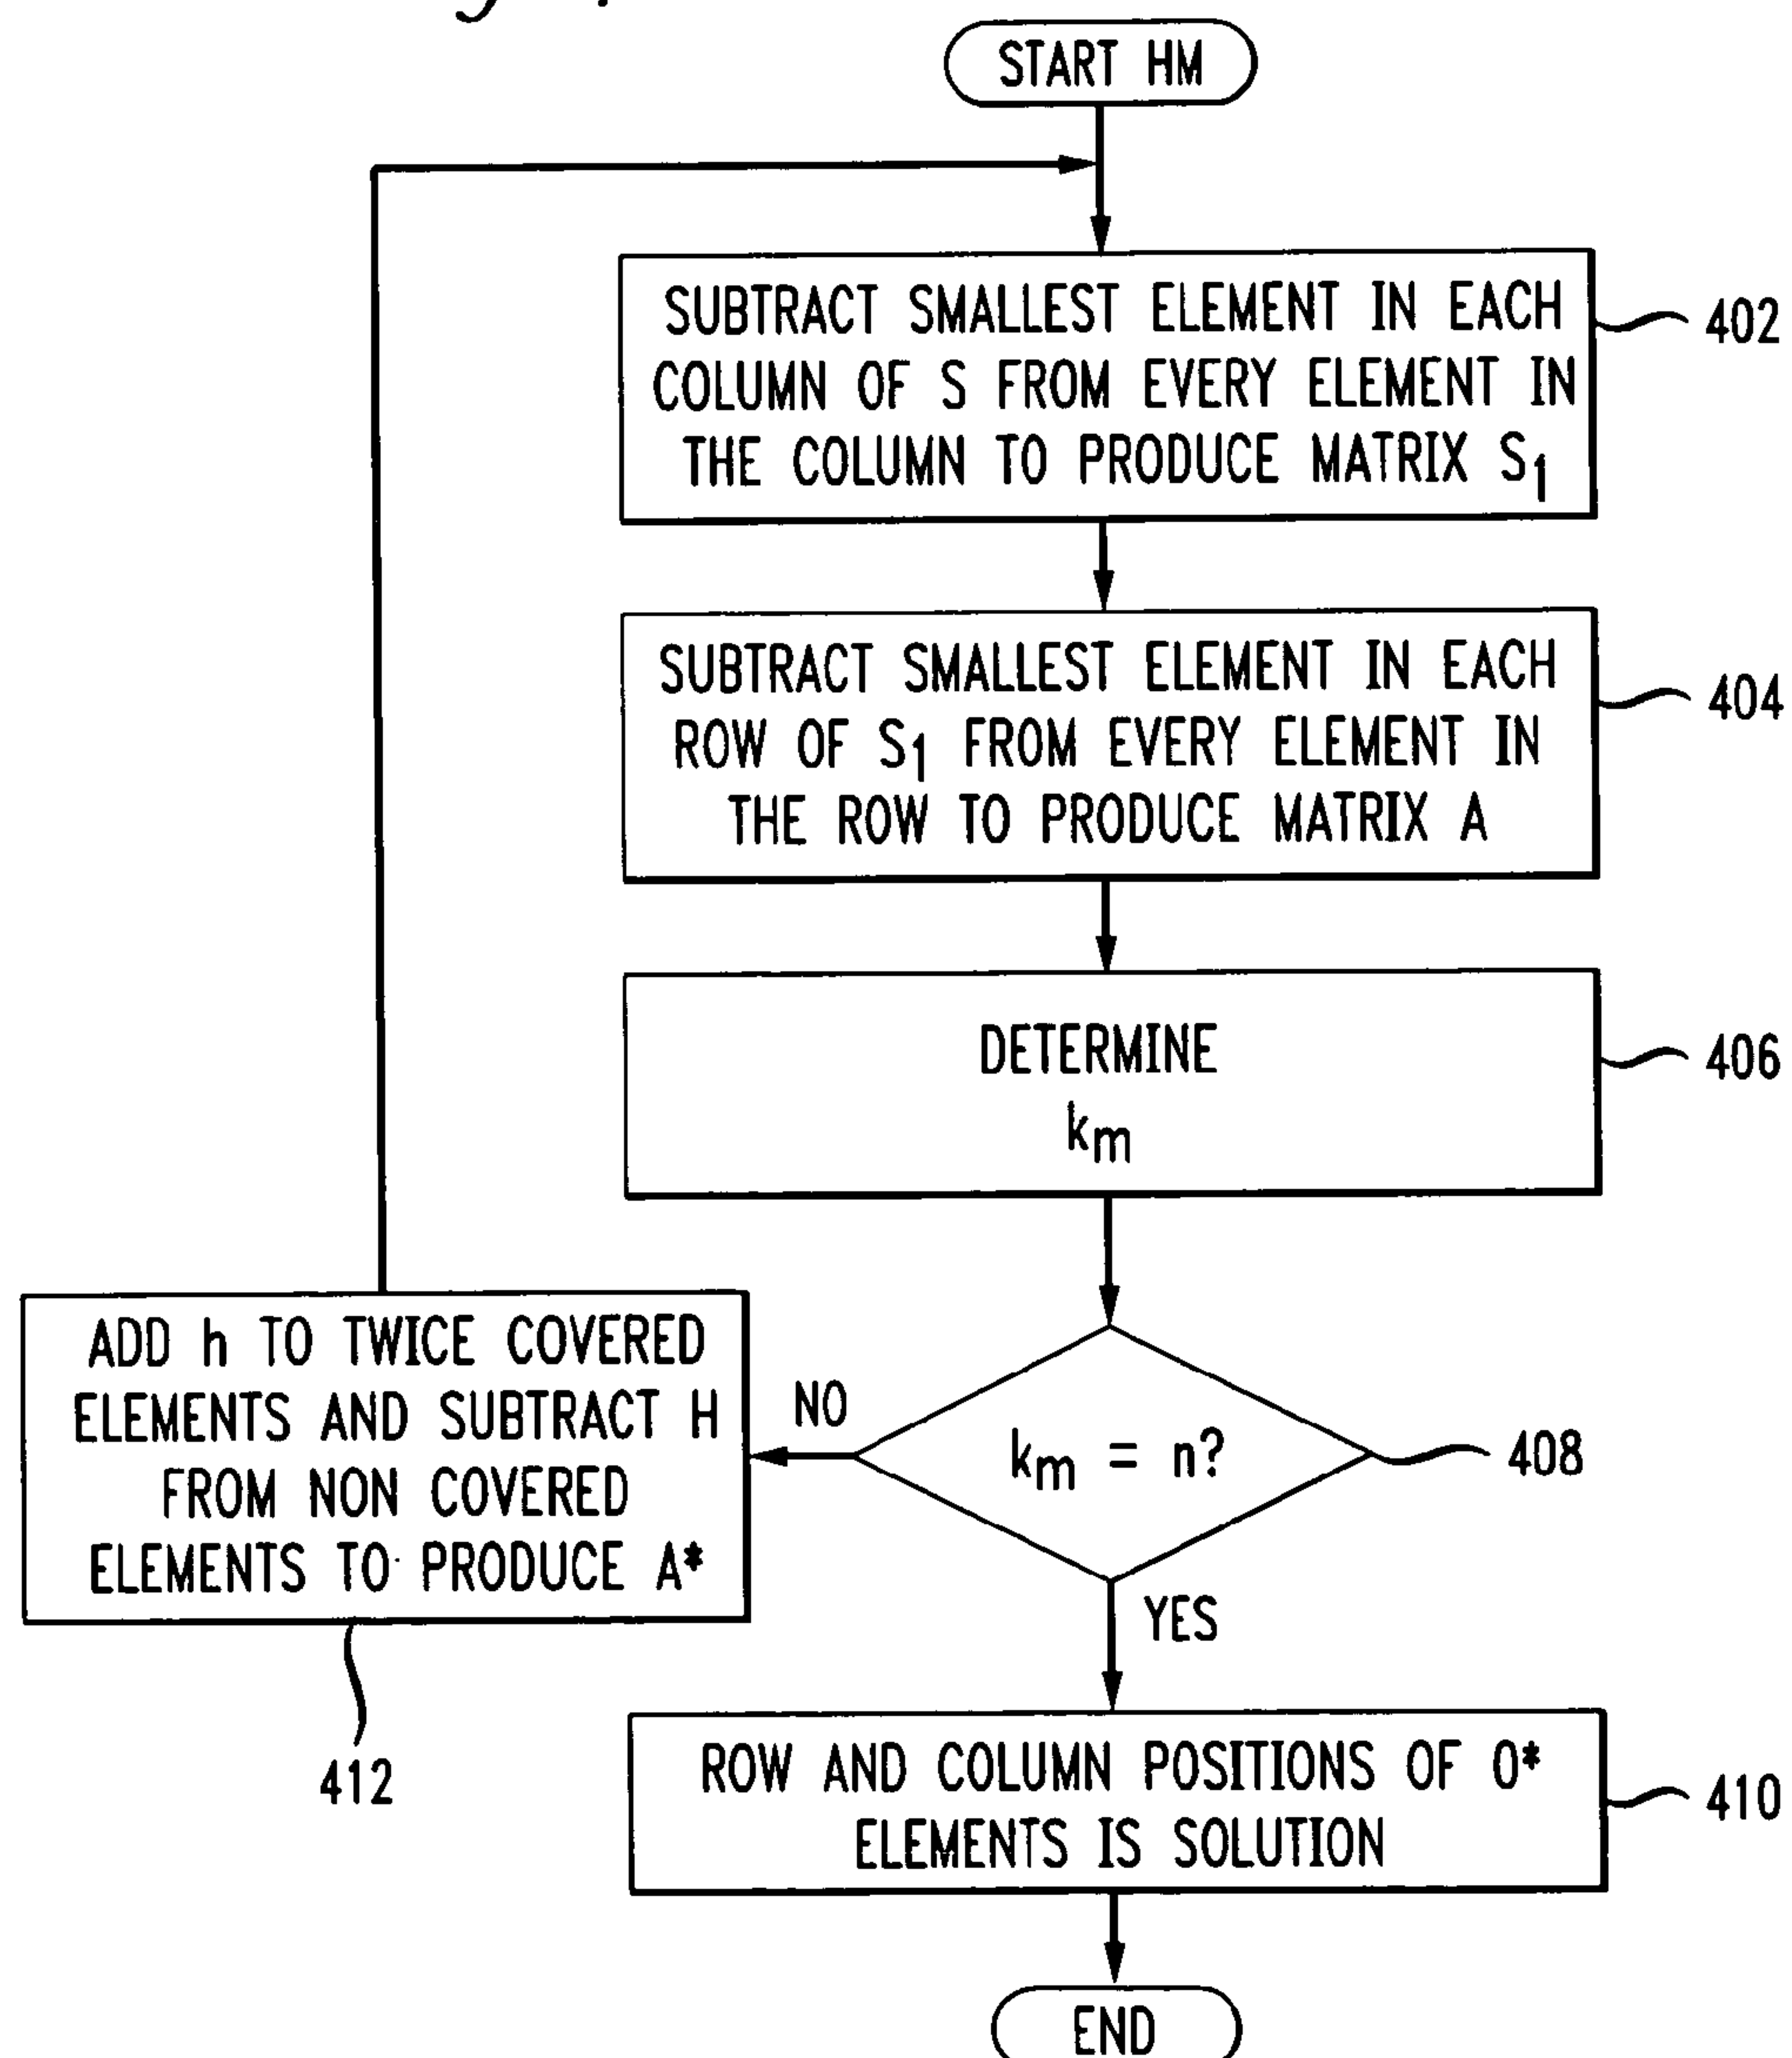 START HM
SUBTRACT SMALLEST ELEMENT IN EACH
COLUMN OF S FROM EVERY ELEMENT IN
THE COLUMN TO PRODUCE MATRIX S1
402
SUBTRACT SMALLEST ELEMENT IN EACH
ROW OF S1 FROM EVERY ELEMENT IN
THE ROW TO PRODUCE MATRIX A
404
DETERMINE
km
406
km = n?
408
NO
YES
ADD h TO TWICE COVERED
ELEMENTS AND SUBTRACT H
FROM NON COVERED
ELEMENTS TO PRODUCE A*
412
ROW AND COLUMN POSITIONS OF 0*
ELEMENTS IS SOLUTION
410
END